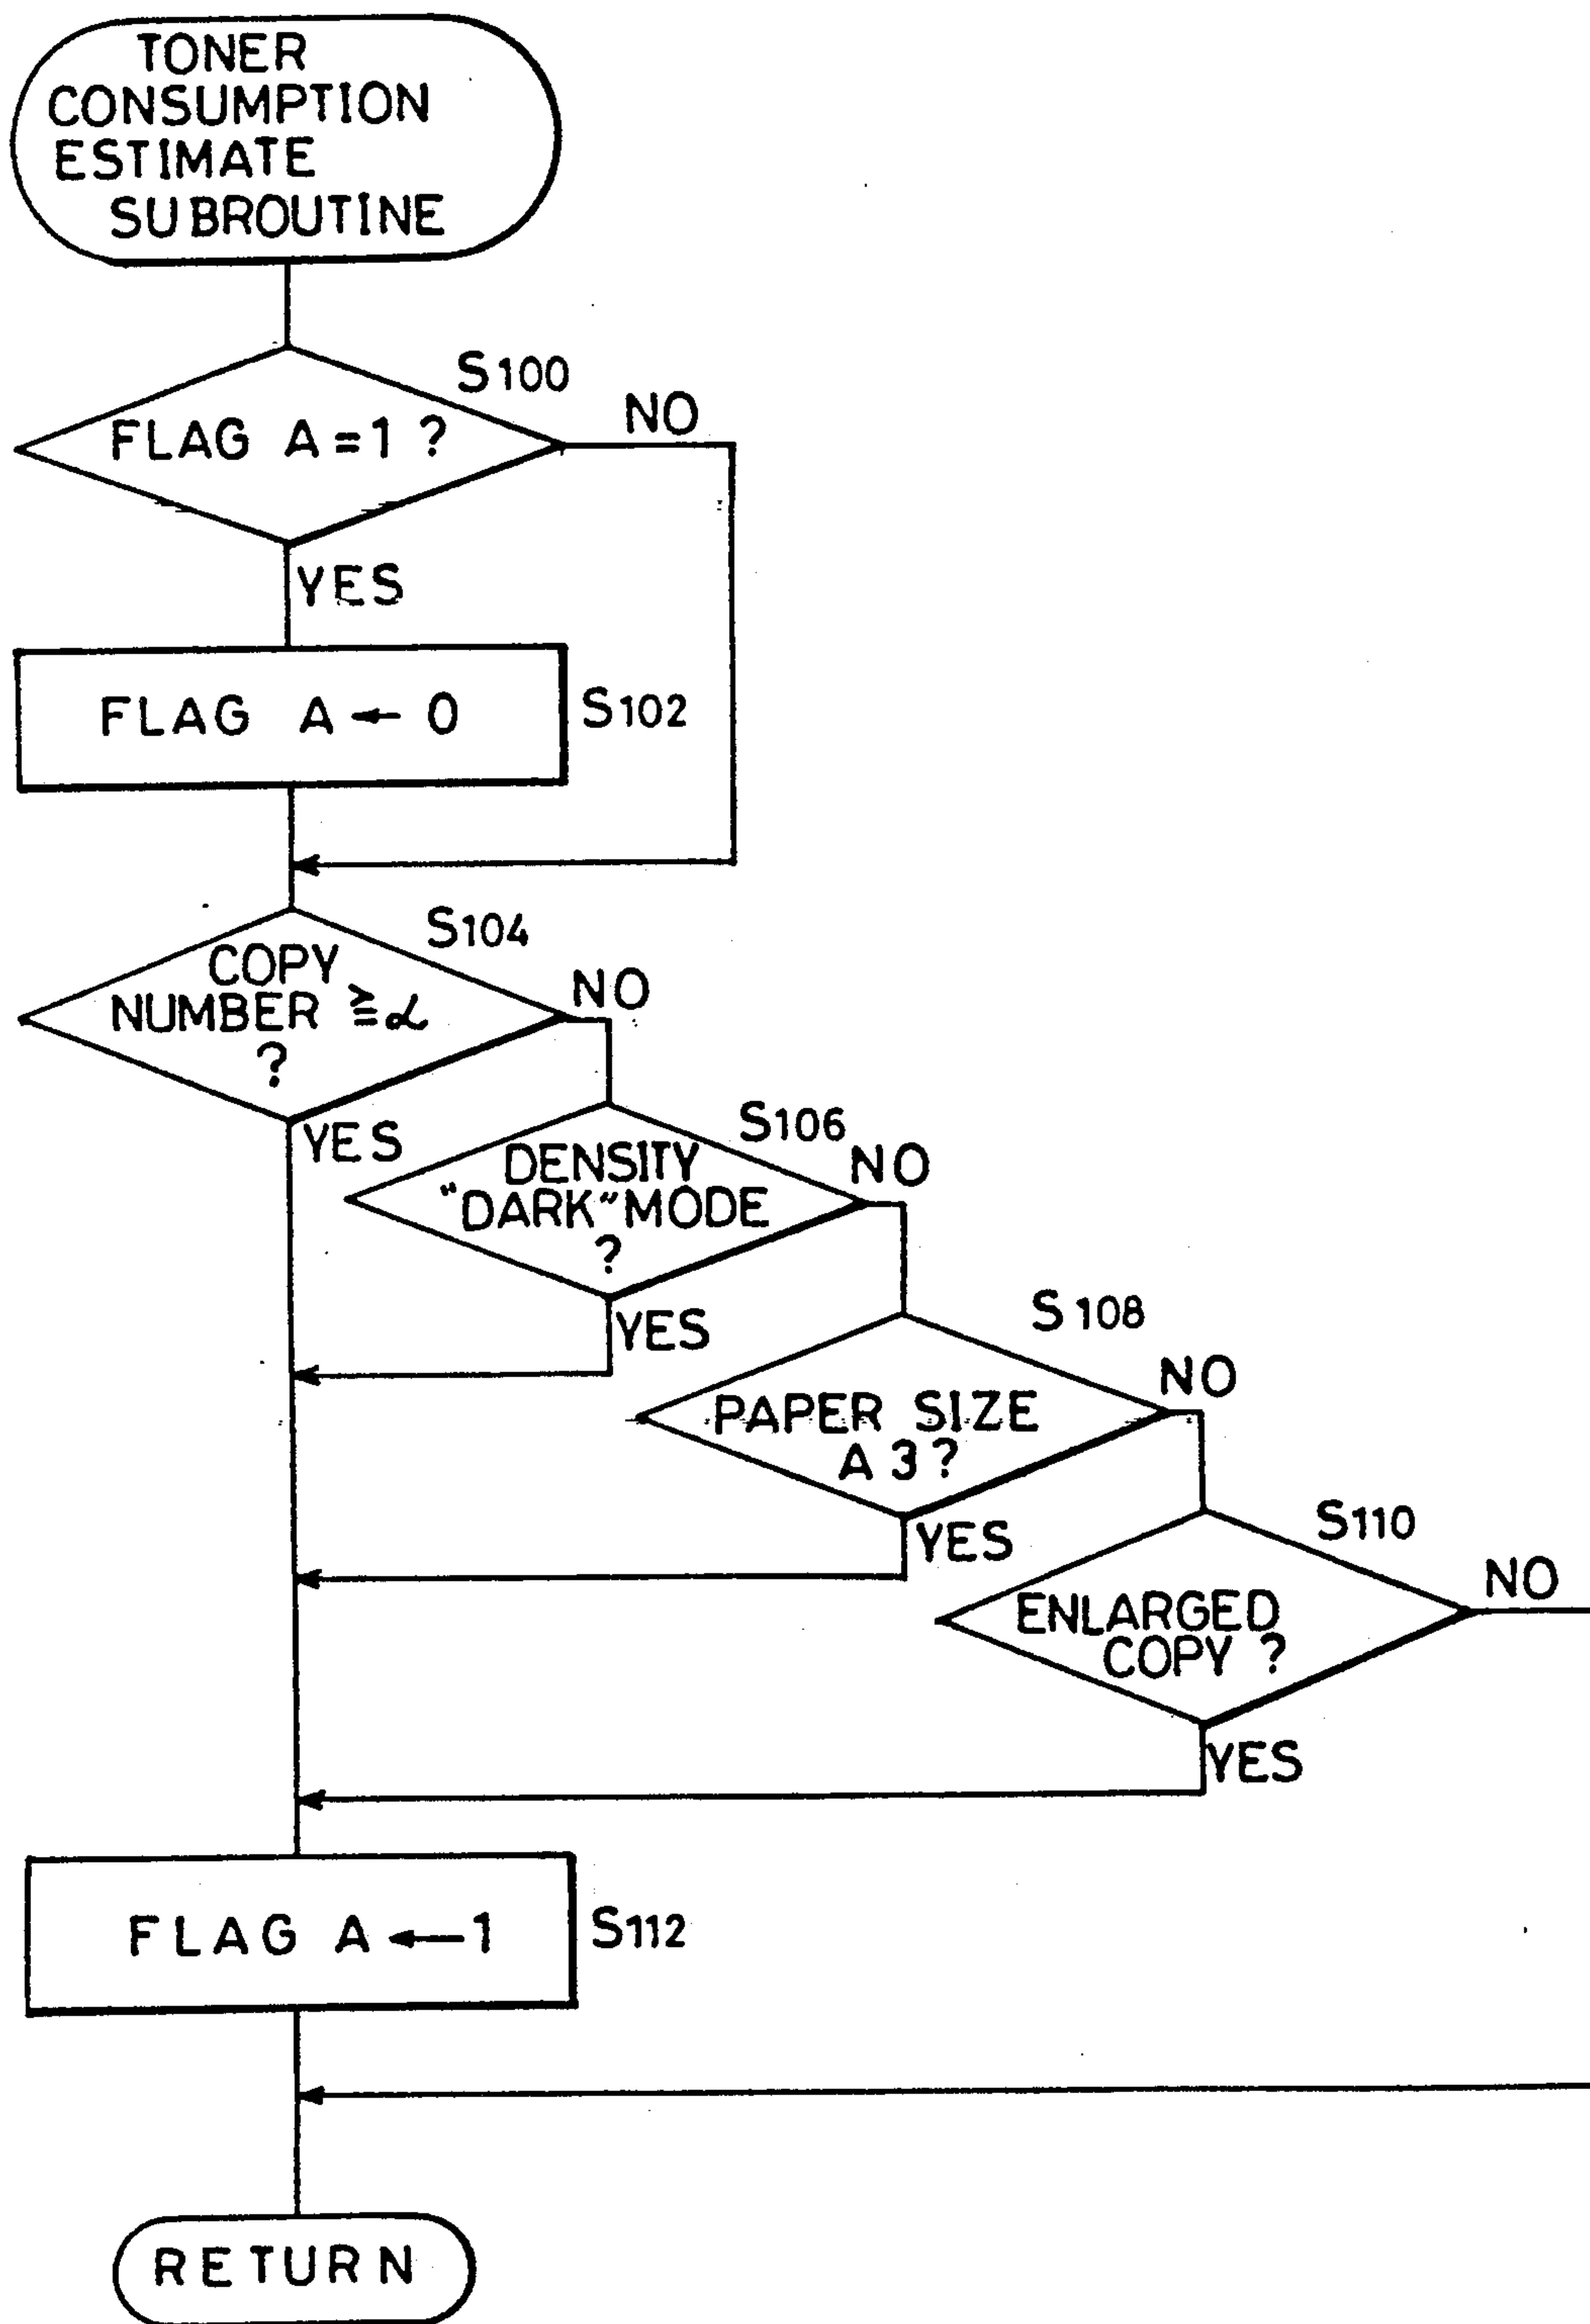 TONER
CONSUMPTION
ESTIMATE
SUBROUTINE
S100
FLAG A=1 ?
NO
YES
FLAG A ← 0
S102
S104
COPY
NUMBER ≧ α
?
NO
YES
S106
DENSITY
"DARK" MODE
?
NO
YES
S108
PAPER SIZE
A3?
NO
YES
S110
ENLARGED
COPY ?
NO
YES
FLAG A ← 1
S112
RETURN